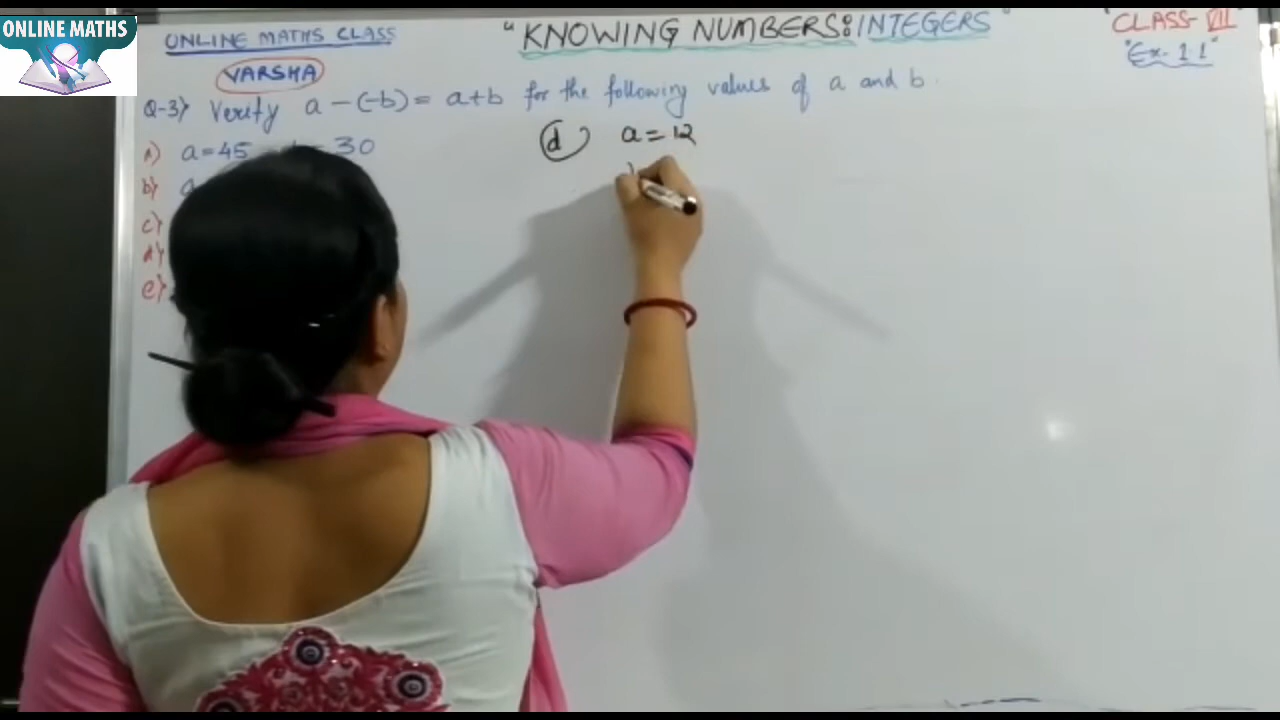 ONLINE MATHS
ONLINE MATHS CLASS
"KNOWING NUMBERS: INTEGERS"
"CLASS-VII
"Ex-1.1"
VARSHA
Q-3) Verify a-(-b)= a+b for the following values of a and b.
a) a=45 30
b) a
c)
d)
e)
(d) a=12